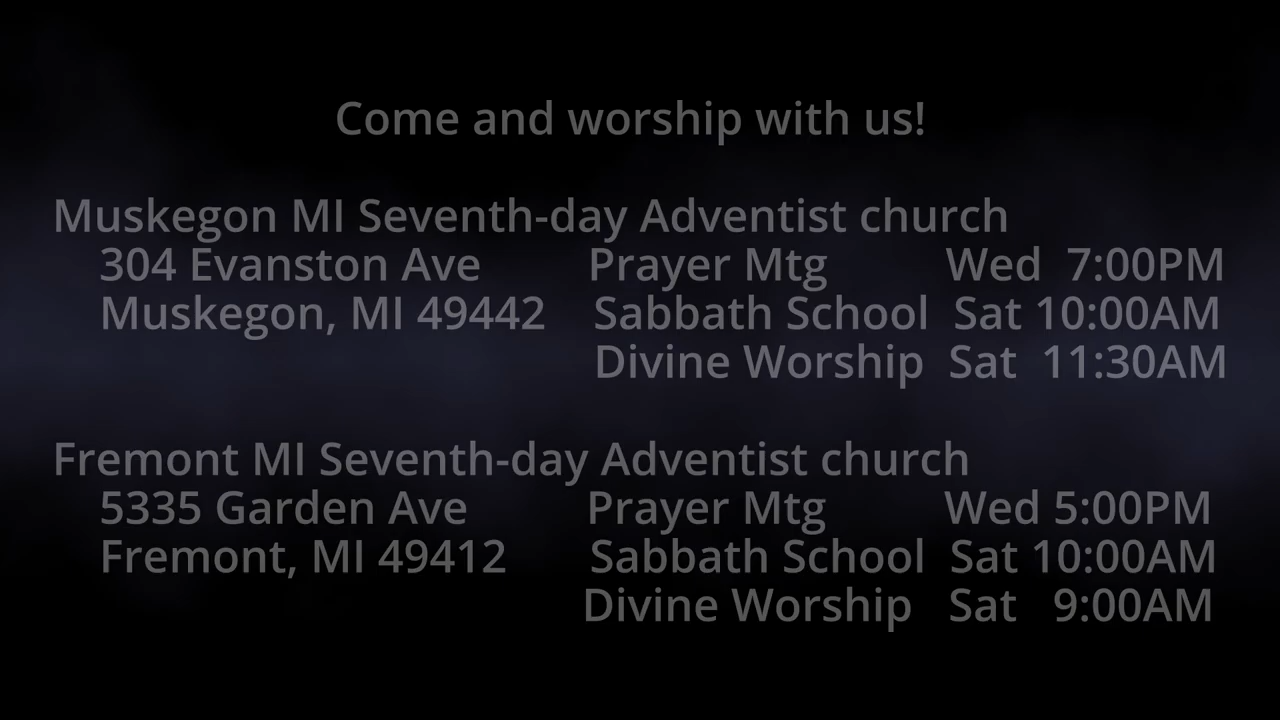 Come and worship with us!
Muskegon MI Seventh-day Adventist church
304 Evanston Ave Prayer Mtg Wed 7:00PM
Muskegon, MI 49442 Sabbath School Sat 10:00AM
Divine Worship Sat 11:30AM
Fremont MI Seventh-day Adventist church
5335 Garden Ave Prayer Mtg Wed 5:00PM
Fremont, MI 49412 Sabbath School Sat 10:00AM
Divine Worship Sat 9:00AM